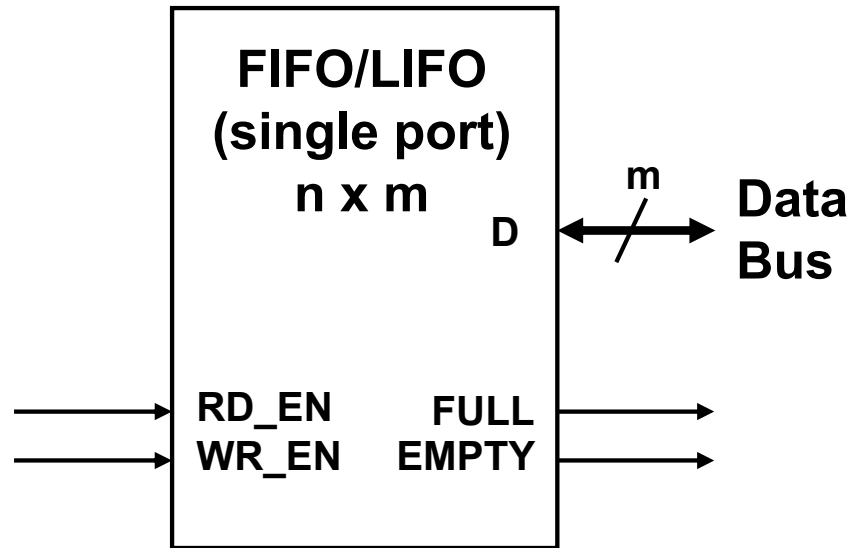 FIFO/LIFO
(single port)
n x m
m
D
Data
Bus
RD_EN
FULL
WR_EN
EMPTY